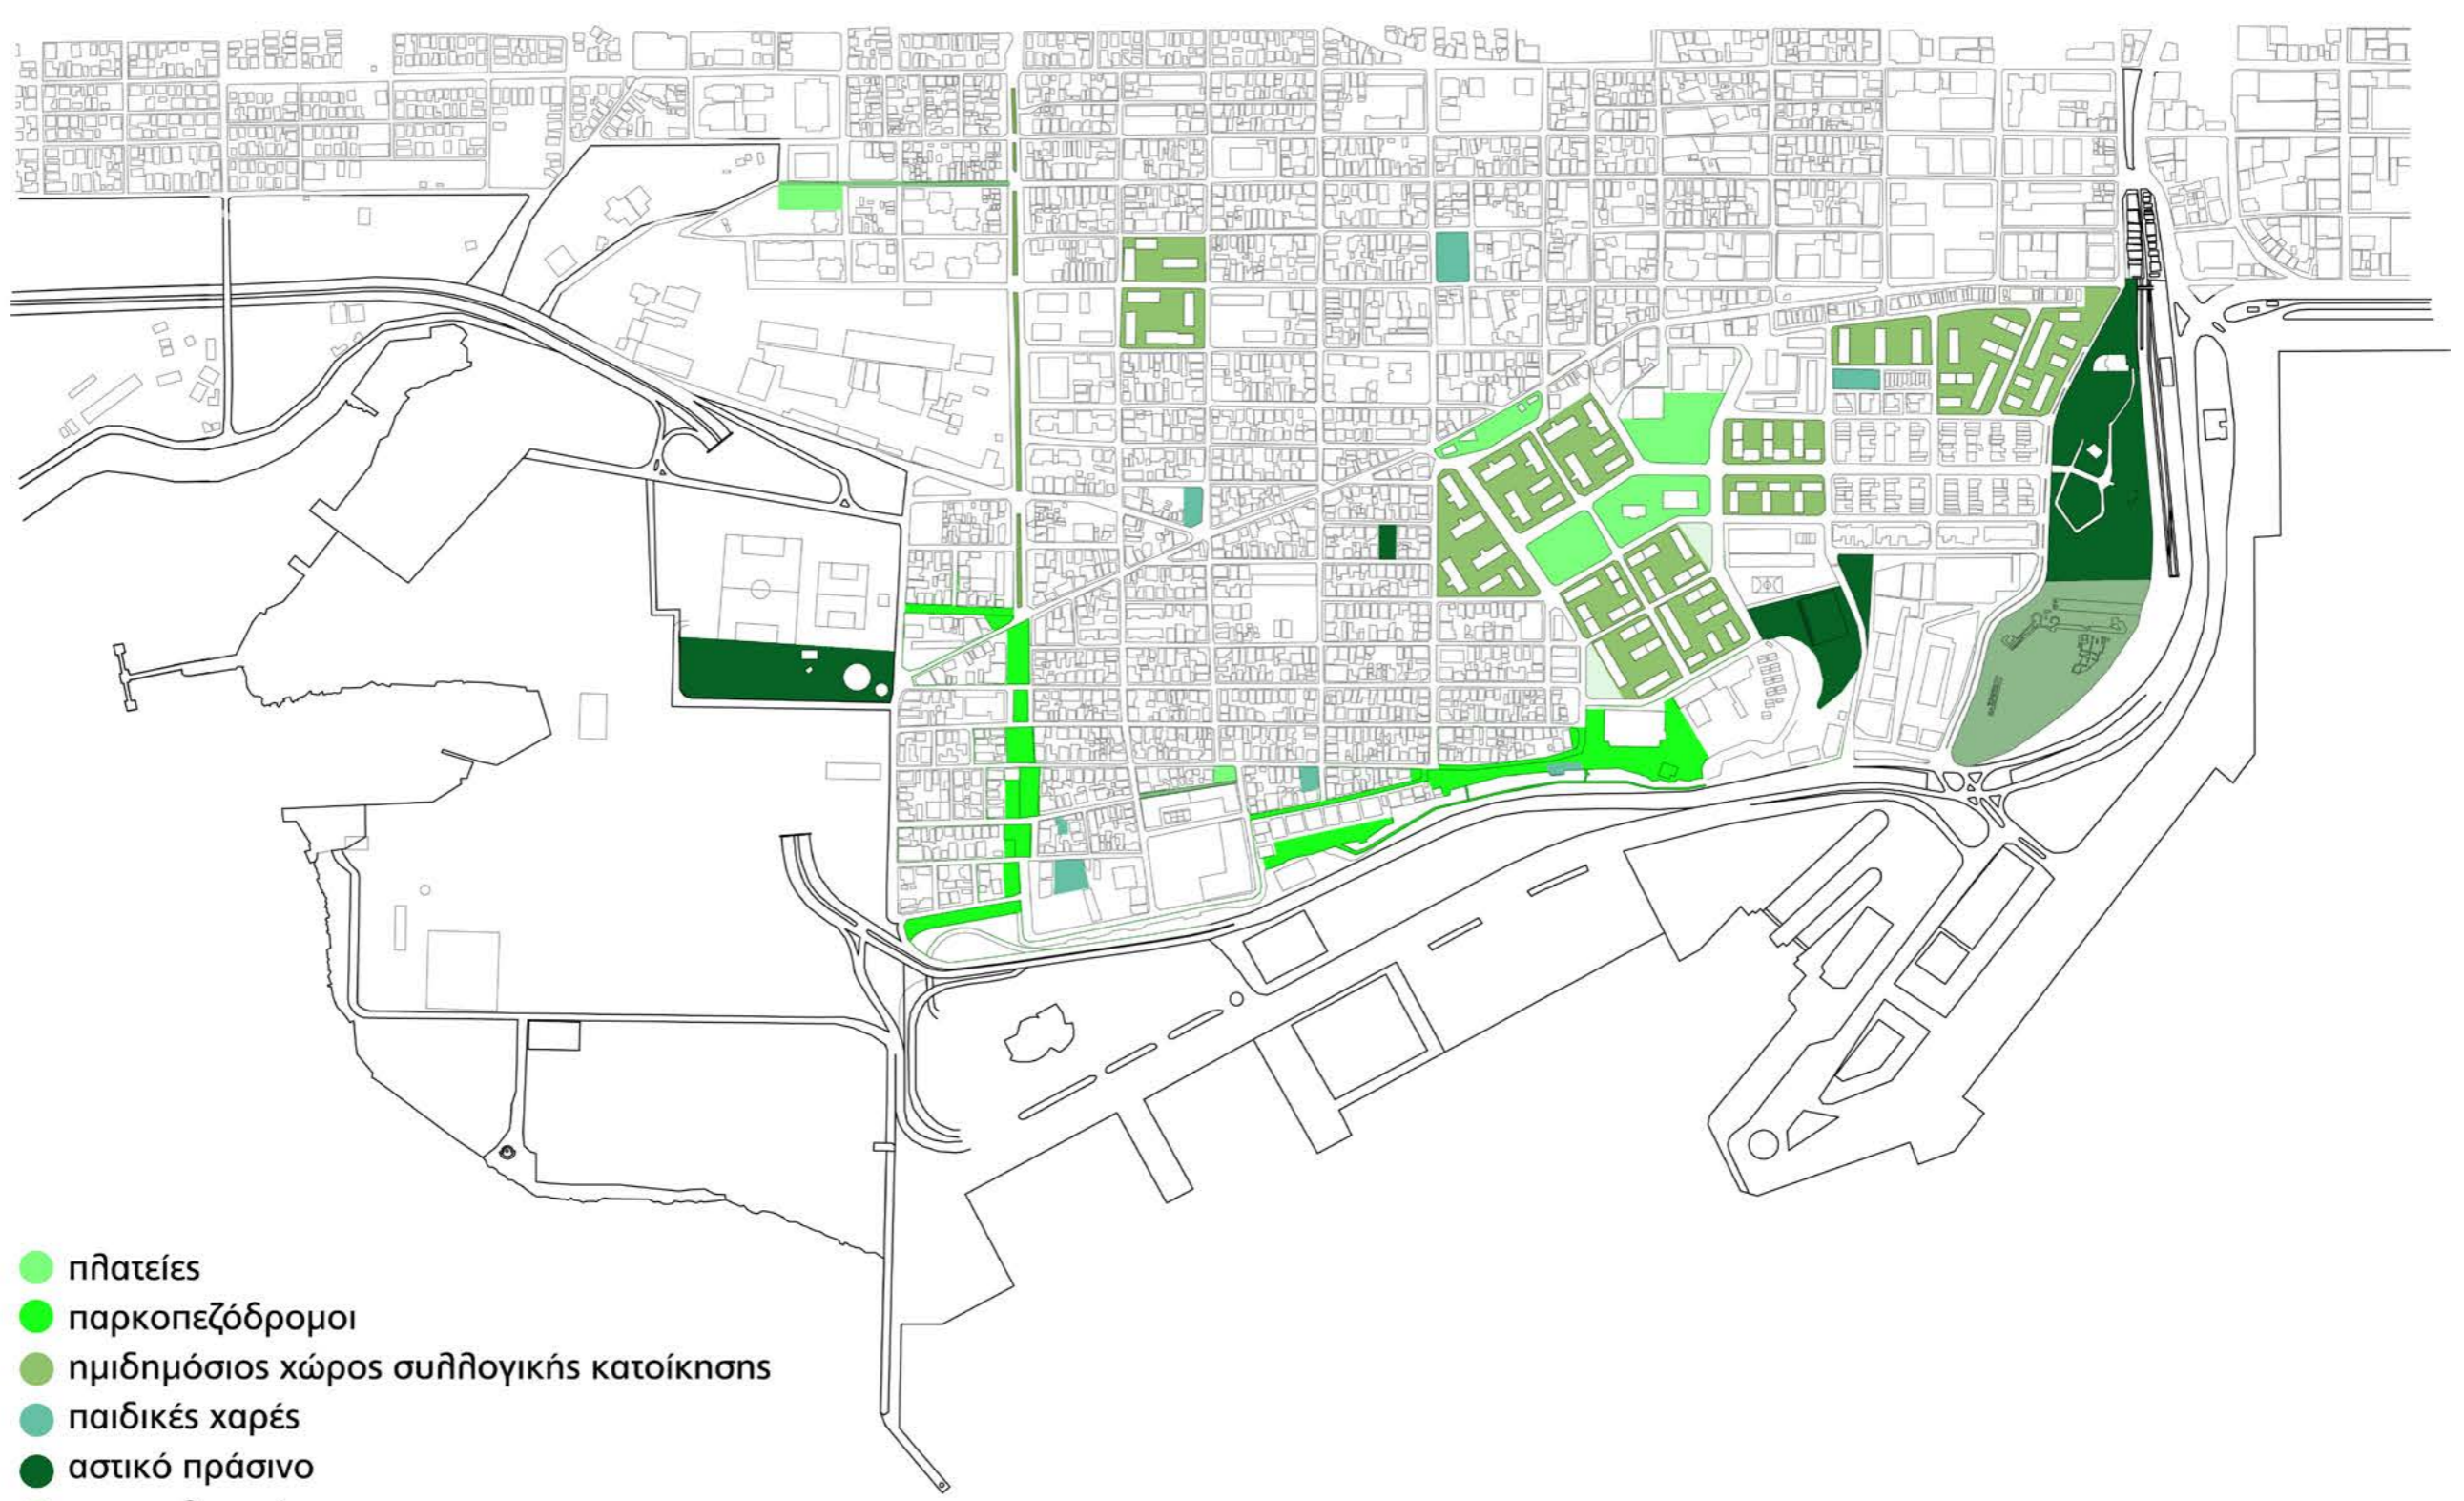 πλατείες
παρκοπεζόδρομοι
ημιδημόσιος χώρος συλλογικής κατοίκησης
παιδικές χαρές
αστικό πράσινο